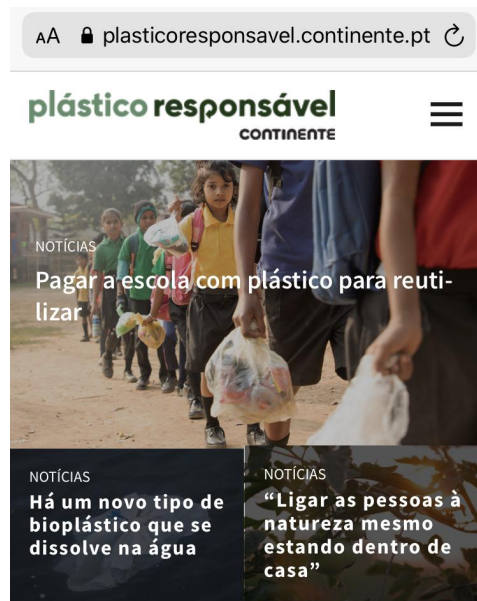 AA plasticoresponsavel.continente.pt
plástico responsável
CONTINENTE
NOTÍCIAS
Pagar a escola com plástico para reuti-
lizar
NOTÍCIAS
Há um novo tipo de
bioplástico que se
dissolve na água
NOTÍCIAS
“Ligar as pessoas à
natureza mesmo
estando dentro de
casa”